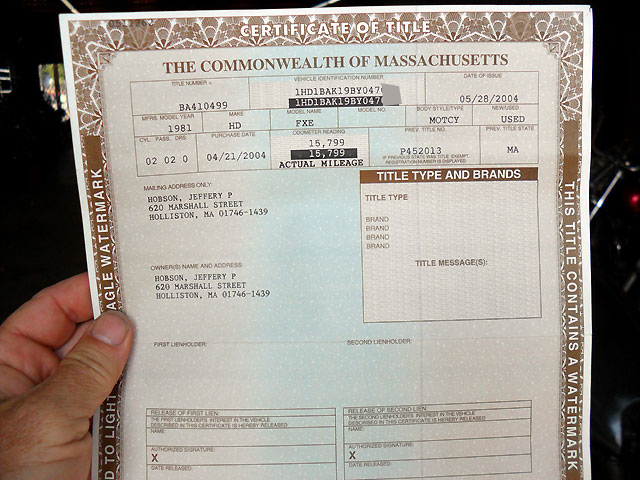 CERTIFICATE OF TITLE
THE COMMONWEALTH OF MASSACHUSETTS
TITLE NUMBER
VEHICLE IDENTIFICATION NUMBER
DATE OF ISSUE
BA410499
1HD1BAK19BY047
1HD1BAK19BY047
05/28/2004
MFRS. MODEL YEAR
MAKE
MODEL NAME
MODEL NO.
BODY STYLE/TYPE
NEW/USED
1981
HD
FXE
MOTCY
USED
CYL. PASS. DRS.
PURCHASE DATE
ODOMETER READING
PREV. TITLE NO.
PREV. TITLE STATE
02 02 0
04/21/2004
15,799
15,799
ACTUAL MILEAGE
P452013
MA
IF PREVIOUS STATE WAS TITLE EXEMPT,
REGISTRATION NUMBER IS DISPLAYED
MAILING ADDRESS ONLY:
HOBSON, JEFFERY P
620 MARSHALL STREET
HOLLISTON, MA 01746-1439
TITLE TYPE AND BRANDS
TITLE TYPE
BRAND
BRAND
BRAND
BRAND
TITLE MESSAGE(S):
OWNER(S) NAME AND ADDRESS:
HOBSON, JEFFERY P
620 MARSHALL STREET
HOLLISTON, MA 01746-1439
FIRST LIENHOLDER:
SECOND LIENHOLDER:
RELEASE OF FIRST LIEN:
THE FIRST LIENHOLDER'S INTEREST IN THE VEHICLE
DESCRIBED IN THIS CERTIFICATE IS HEREBY RELEASED.
NAME:
AUTHORIZED SIGNATURE:
X
DATE RELEASED:
RELEASE OF SECOND LIEN:
THE SECOND LIENHOLDER'S INTEREST IN THE VEHICLE
DESCRIBED IN THIS CERTIFICATE IS HEREBY RELEASED.
NAME:
AUTHORIZED SIGNATURE:
X
DATE RELEASED:
D TO LIGHT
AGLE WATERMARK
THIS TITLE CONTAINS A WATERMARK